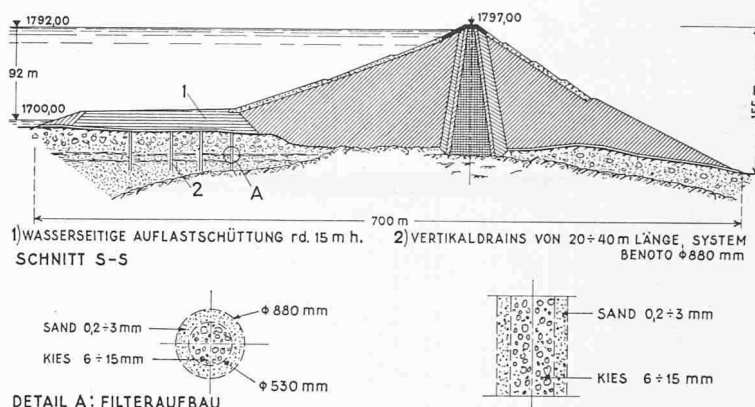 1792,00
1797,00
92 m
1
1700,00
2
A
700 m
1) WASSERSEITIGE AUFLASTSCHÜTTUNG rd. 15 m h.
2) VERTIKALDRAINS VON 20÷40 m LÄNGE, SYSTEM
BENOTO ϕ 880 mm
SCHNITT S-S
ϕ 880 mm
SAND 0,2÷3 mm
KIES 6÷15 mm
ϕ 530 mm
SAND 0,2÷3 mm
KIES 6÷15 mm
DETAIL A: FILTERAUFBAU